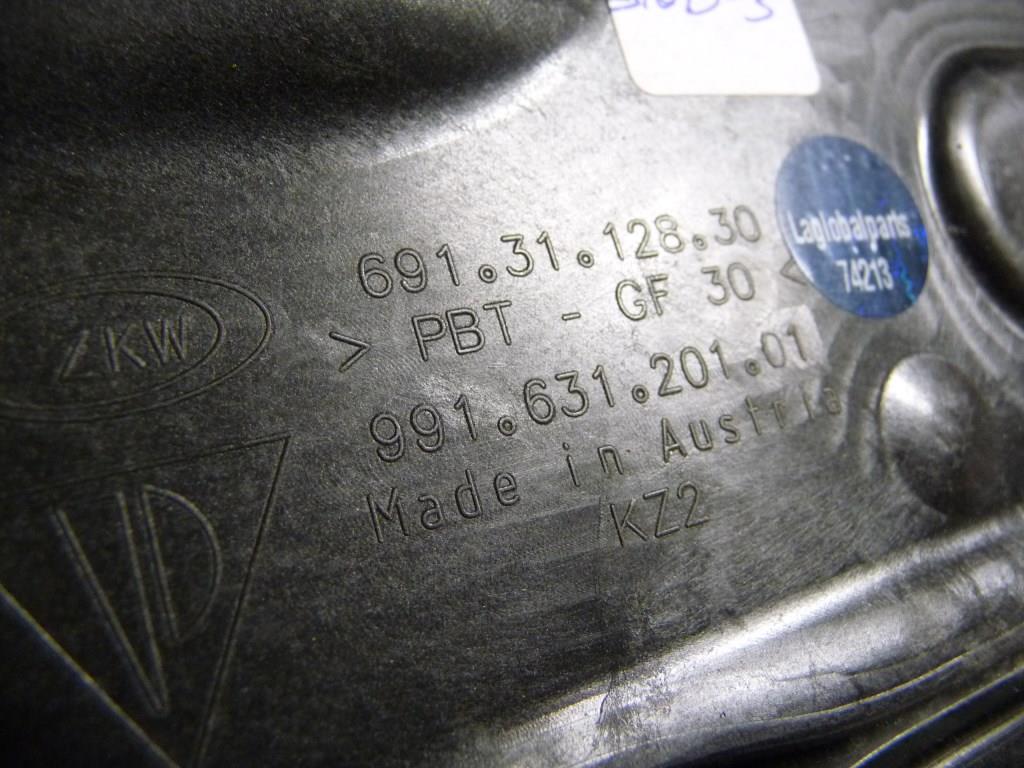 691.31.128.30
> PBT - GF 30 <
991.631.201.01
Made in Austria
KZ2
ZKW
Laglobalparts
74213